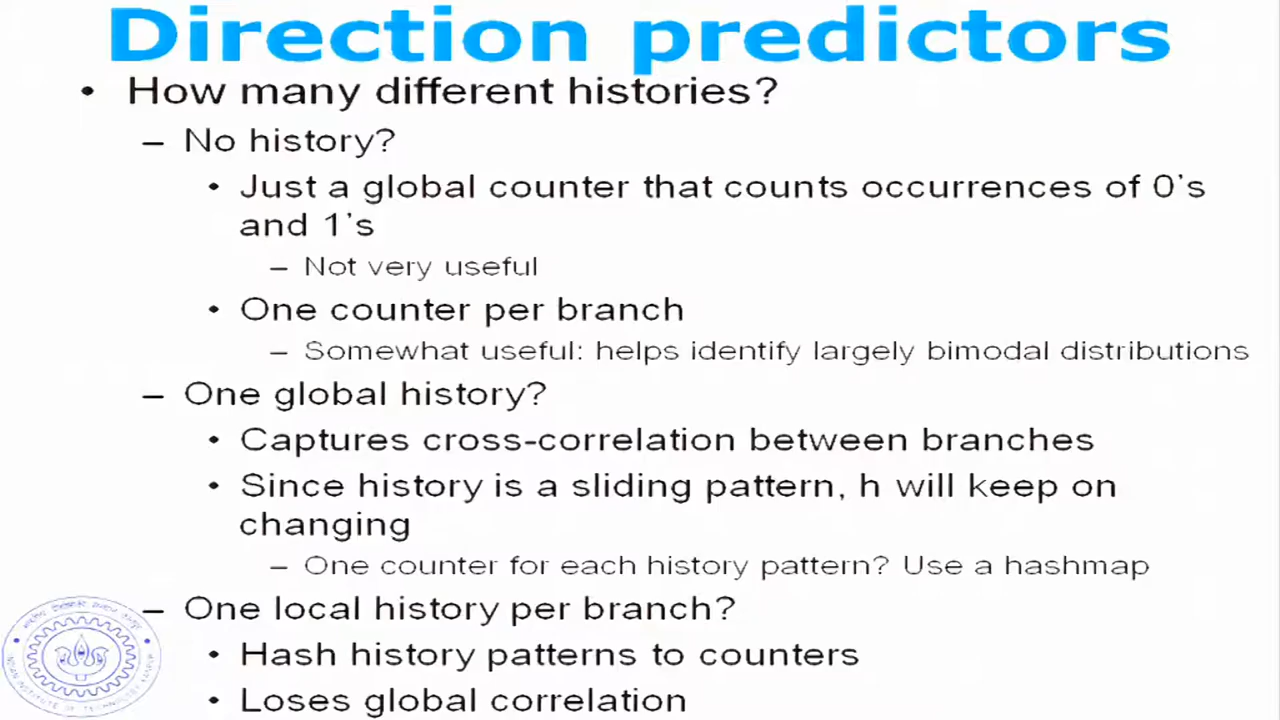 Direction predictors
• How many different histories?
– No history?
• Just a global counter that counts occurrences of 0's
and 1's
– Not very useful
• One counter per branch
– Somewhat useful: helps identify largely bimodal distributions
– One global history?
• Captures cross-correlation between branches
• Since history is a sliding pattern, h will keep on
changing
– One counter for each history pattern? Use a hashmap
– One local history per branch?
• Hash history patterns to counters
• Loses global correlation